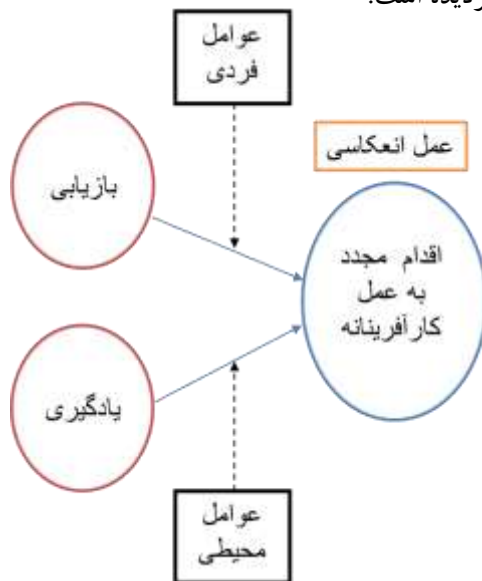 عوامل
فردی
عمل انعکاسی
بازیابی
اقدام مجدد
به عمل
کارآفرینانه
یادگیری
عوامل
محیطی